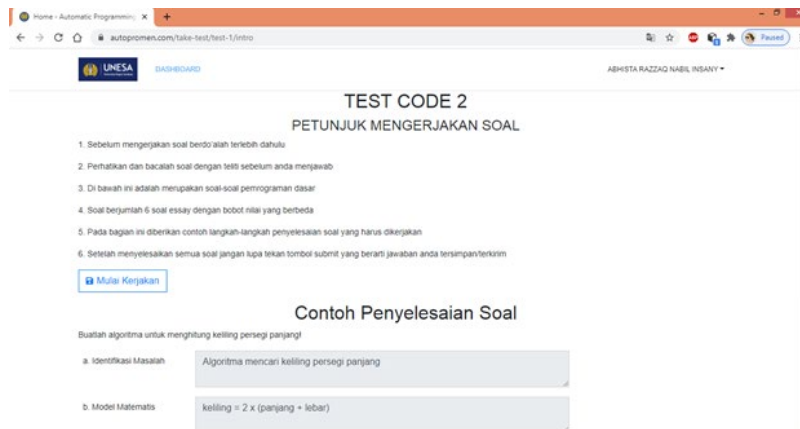 Home - Automatic Programming
autopromen.com/take-test/test-1/intro
Paused
UNESA
DASHBOARD
ABHISTA RAZZAQ NABIL INSANY
TEST CODE 2
PETUNJUK MENGERJAKAN SOAL
1. Sebelum mengerjakan soal berdo'alah terlebih dahulu
2. Perhatikan dan bacalah soal dengan teliti sebelum anda menjawab
3. Di bawah ini adalah merupakan soal-soal pemrograman dasar
4. Soal berjumlah 6 soal essay dengan bobot nilai yang berbeda
5. Pada bagian ini diberikan contoh langkah-langkah penyelesaian soal yang harus dikerjakan
6. Setelah menyelesaikan semua soal jangan lupa tekan tombol submit yang berarti jawaban anda tersimpan/terkirim
Mulai Kerjakan
Contoh Penyelesaian Soal
Buatlah algoritma untuk menghitung keliling persegi panjang!
a. Identifikasi Masalah
Algoritma mencari keliling persegi panjang
b. Model Matematis
keliling = 2 x (panjang + lebar)